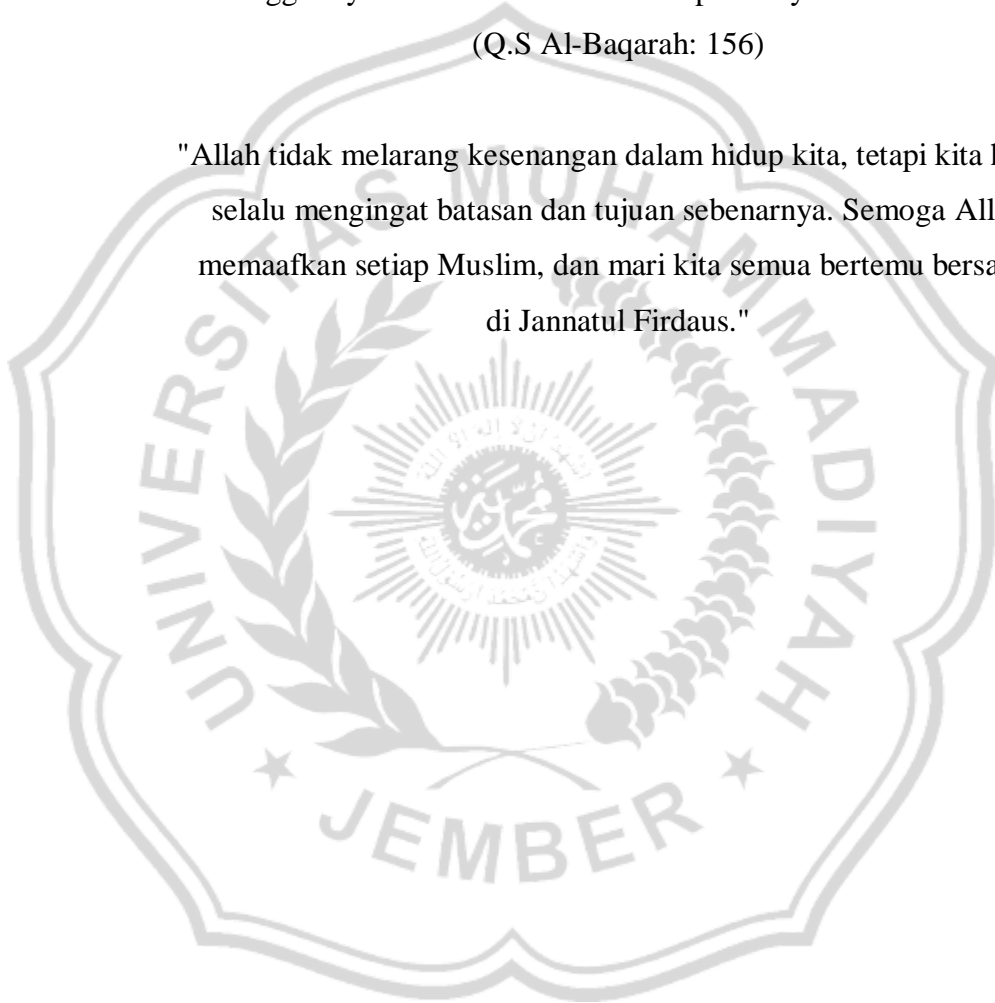 (Q.S Al-Baqarah: 156)
"Allah tidak melarang kesenangan dalam hidup kita, tetapi kita
selalu mengingat batasan dan tujuan sebenarnya. Semoga
memaafkan setiap Muslim, dan mari kita semua bertemu
di Jannatul Firdaus."
UNIVERSITAS MUHAMMADIYAH
JEMBER